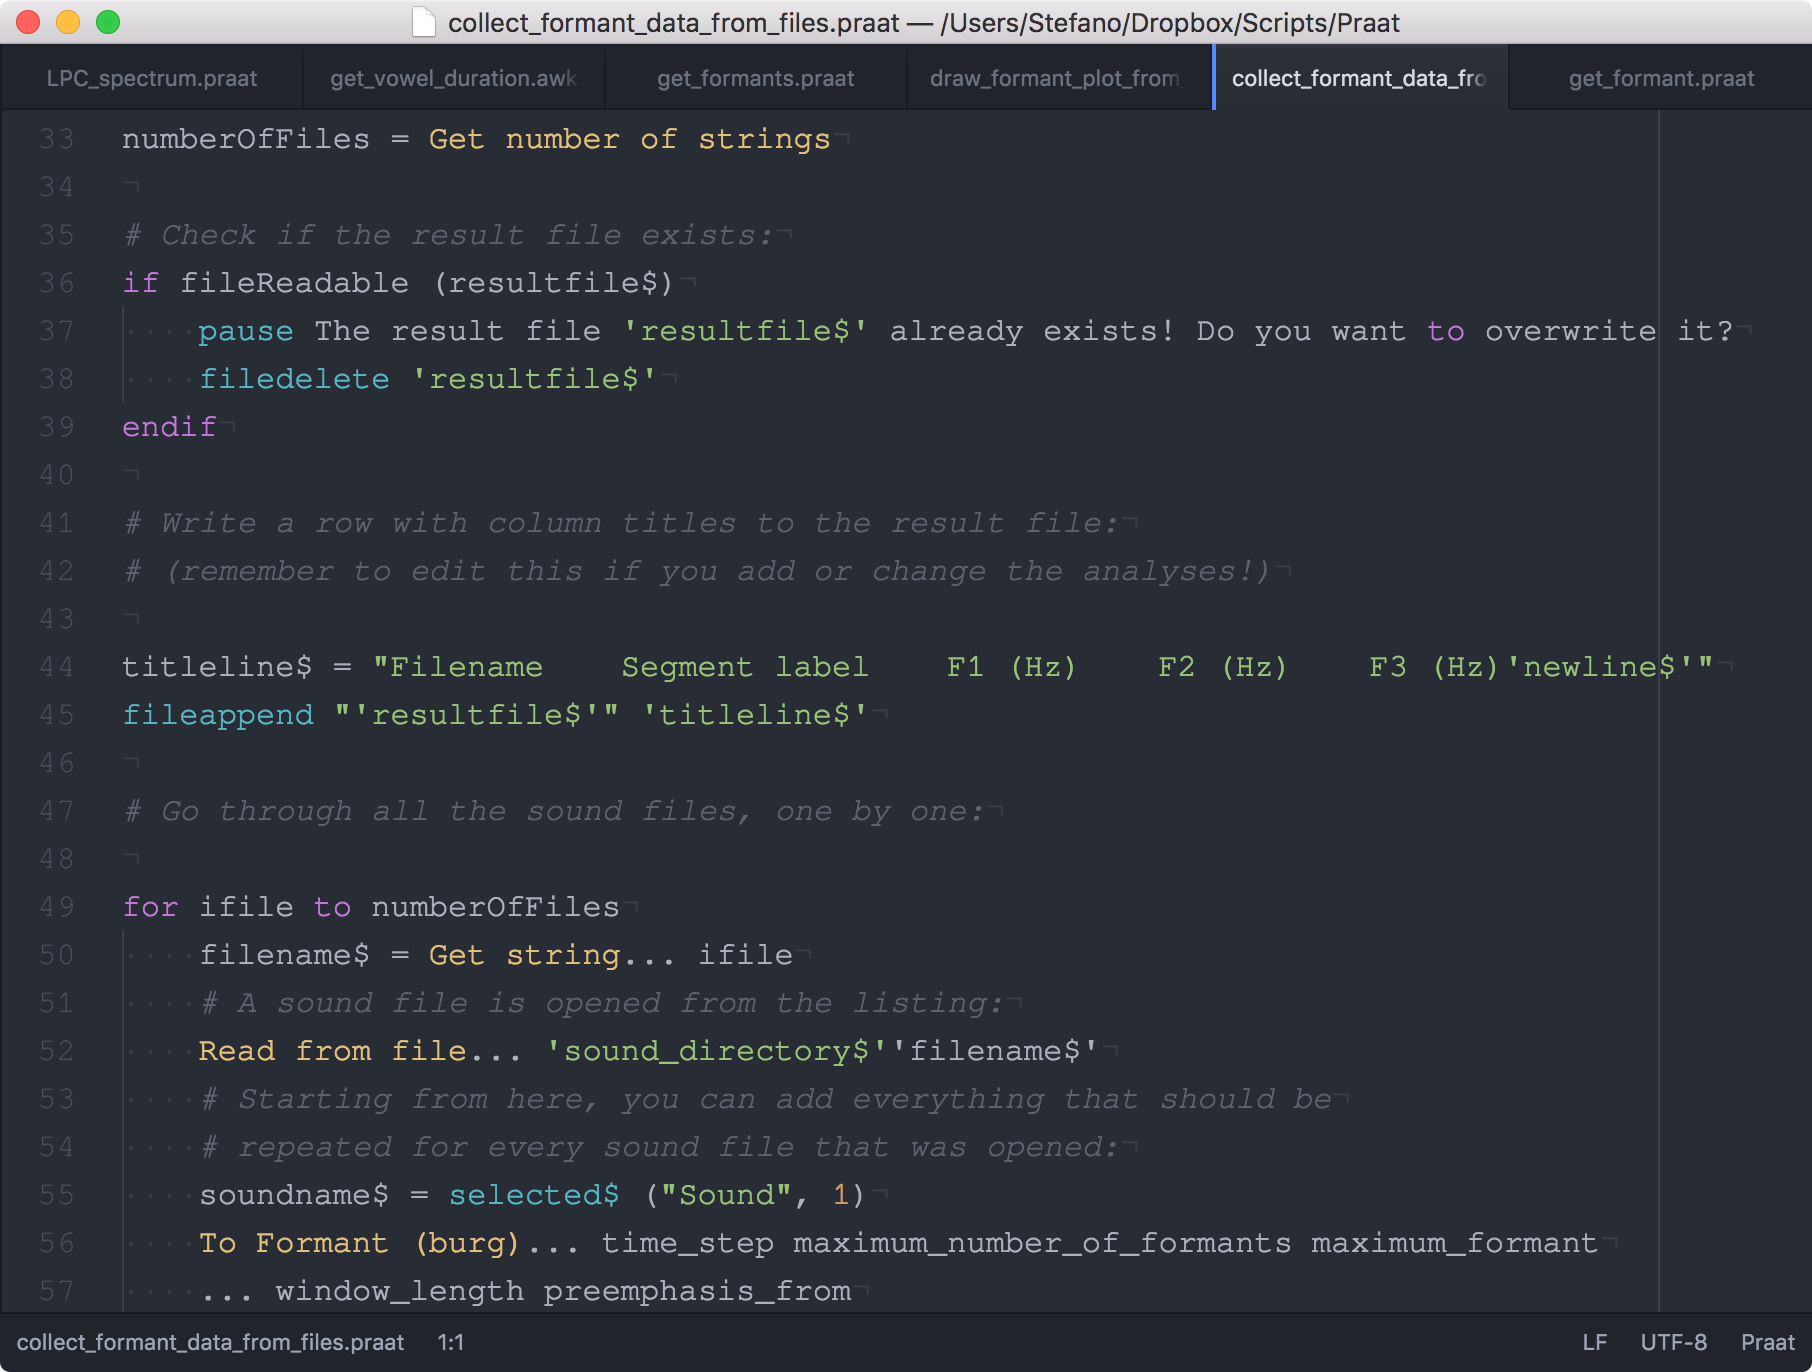 collect_formant_data_from_files.praat — /Users/Stefano/Dropbox/Scripts/Praat
LPC_spectrum.praat get_vowel_duration.awk get_formants.praat draw_formant_plot_from_ collect_formant_data_fro get_formant.praat
33 numberOfFiles = Get number of strings¬
34 ¬
35 # Check if the result file exists:¬
36 if fileReadable (resultfile$)¬
37 ····pause The result file 'resultfile$' already exists! Do you want to overwrite it?¬
38 ····filedelete 'resultfile$'¬
39 endif¬
40 ¬
41 # Write a row with column titles to the result file:¬
42 # (remember to edit this if you add or change the analyses!)¬
43 ¬
44 titleline$ = "Filename    Segment label    F1 (Hz)    F2 (Hz)    F3 (Hz)'newline$'"¬
45 fileappend "'resultfile$'" 'titleline$'¬
46 ¬
47 # Go through all the sound files, one by one:¬
48 ¬
49 for ifile to numberOfFiles¬
50 ····filename$ = Get string... ifile¬
51 ····# A sound file is opened from the listing:¬
52 ····Read from file... 'sound_directory$''filename$'¬
53 ····# Starting from here, you can add everything that should be¬
54 ····# repeated for every sound file that was opened:¬
55 ····soundname$ = selected$ ("Sound", 1)¬
56 ····To Formant (burg)... time_step maximum_number_of_formants maximum_formant¬
57 ····... window_length preemphasis_from¬
collect_formant_data_from_files.praat 1:1 LF UTF-8 Praat